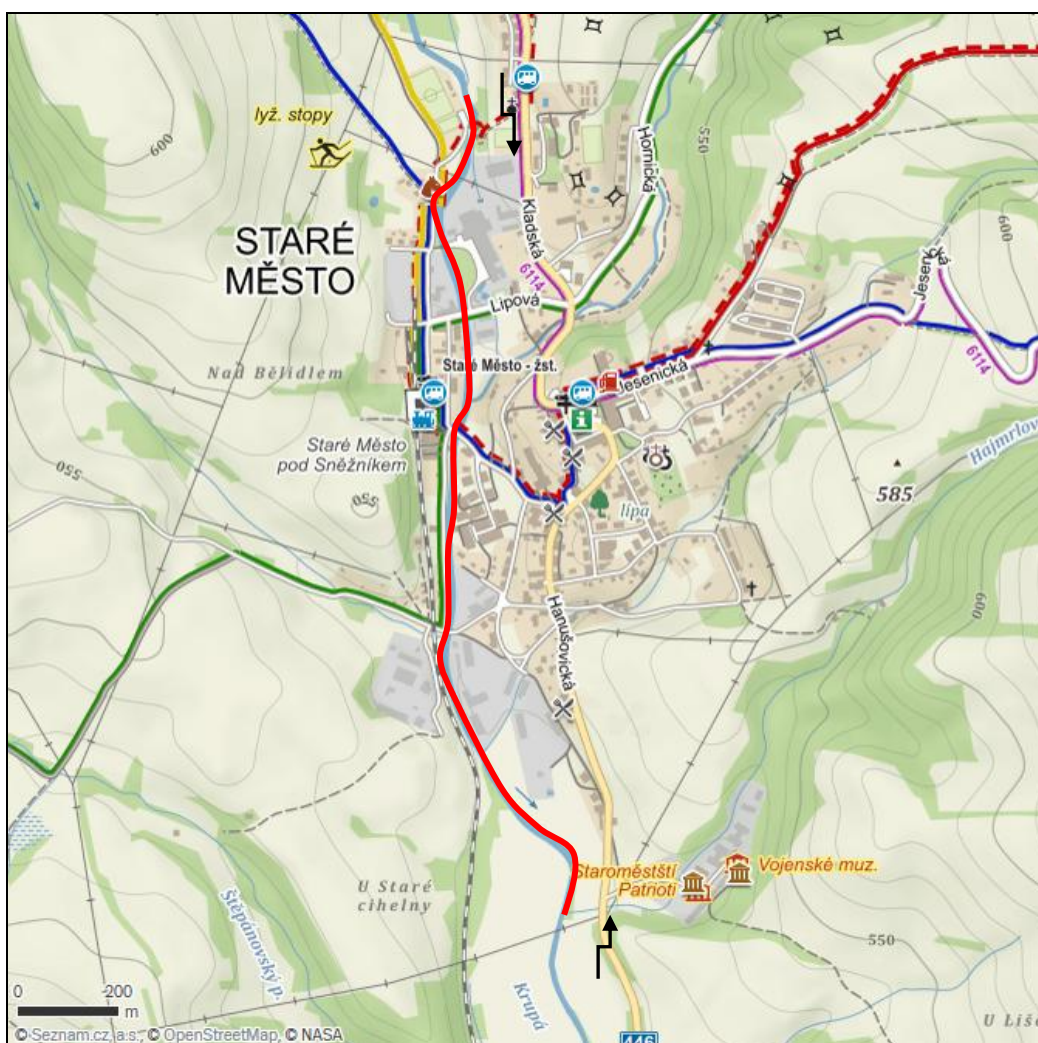 lyž. stopy
600
Hornická
550
Kladská
600
STARÉ
MĚSTO
6114
Lipová
Jesenická
6114
Staré Město - žst.
Nad Bělidlem
Jesenická
Staré Město
pod Sněžníkem
550
550
585
Hajmrlov
lípa
600
Hanušovická
Staroměstští
Patrioti
Vojenské muz.
U Staré
cihelny
Štěpánovský p.
550
Krupá
0 200
m
U Liše
446
© Seznam.cz, a.s., © OpenStreetMap, © NASA